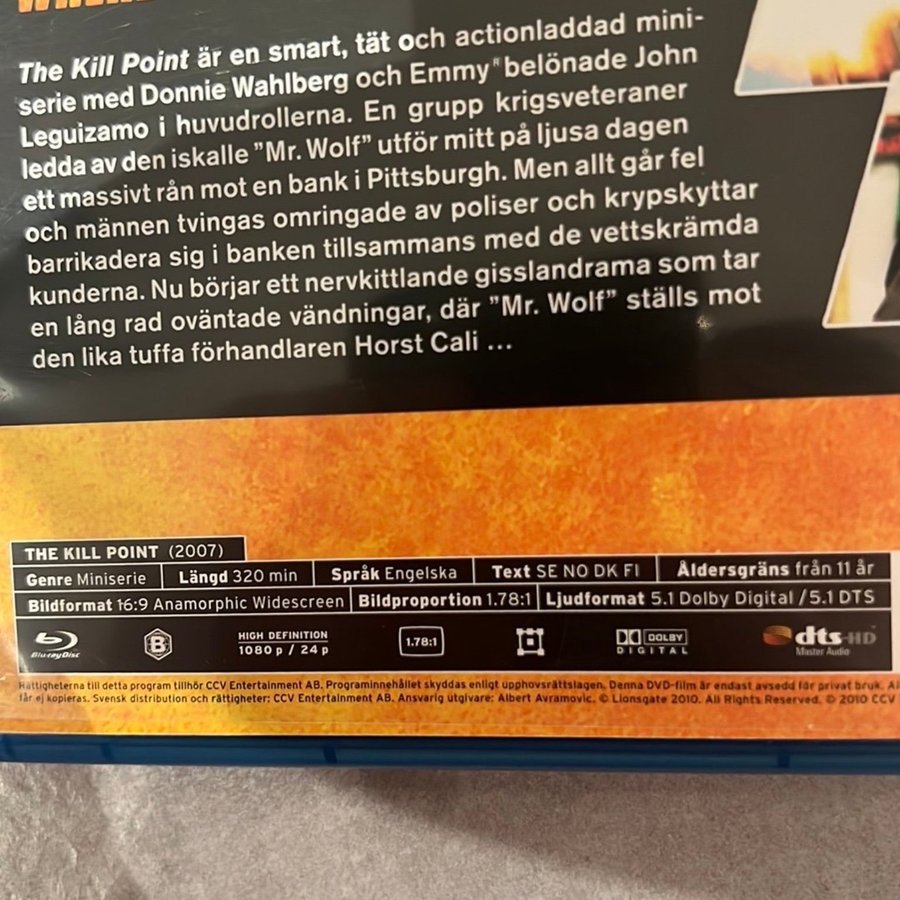 The Kill Point är en smart, tät och actionladdad mini-
serie med Donnie Wahlberg och Emmy® belönade John
Leguizamo i huvudrollerna. En grupp krigsveteraner
ledda av den iskalle ”Mr. Wolf” utför mitt på ljusa dagen
ett massivt rån mot en bank i Pittsburgh. Men allt går fel
och männen tvingas omringade av poliser och krypskyttar
barrikadera sig i banken tillsammans med de vettskrämda
kunderna. Nu börjar ett nervkittlande gisslandrama som tar
en lång rad oväntade vändningar, där ”Mr. Wolf” ställs mot
den lika tuffa förhandlaren Horst Cali ...
THE KILL POINT (2007)
Genre Miniserie Längd 320 min Språk Engelska Text SE NO DK FI Åldersgräns från 11 år
Bildformat 16:9 Anamorphic Widescreen Bildproportion 1.78:1 Ljudformat 5.1 Dolby Digital / 5.1 DTS
Blu-ray Disc B HIGH DEFINITION 1080p / 24p 1.78:1 DOLBY DIGITAL dts-HD Master Audio
Rättigheterna till detta program tillhör CCV Entertainment AB. Programinnehållet skyddas enligt upphovsrättslagen. Denna DVD-film är endast avsedd för privat bruk.
får ej kopieras. Svensk distribution och rättigheter: CCV Entertainment AB. Ansvarig utgivare: Albert Avramovic. © Lionsgate 2010. All Rights Reserved. © 2010 CCV